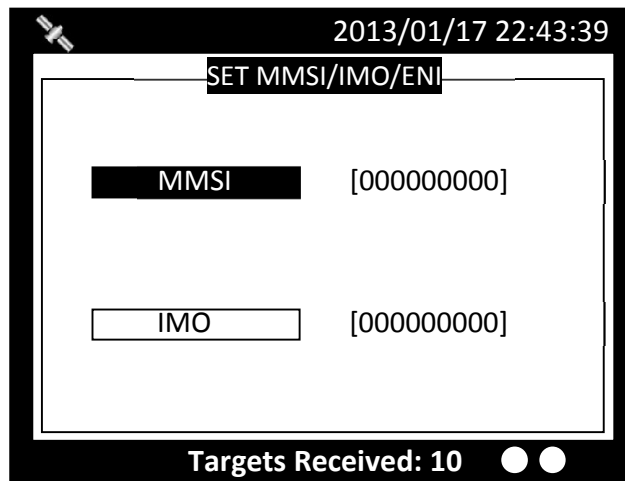 2013/01/17 22:43:39
SET MMSI/IMO/ENI
MMSI [000000000]
IMO [000000000]
Targets Received: 10